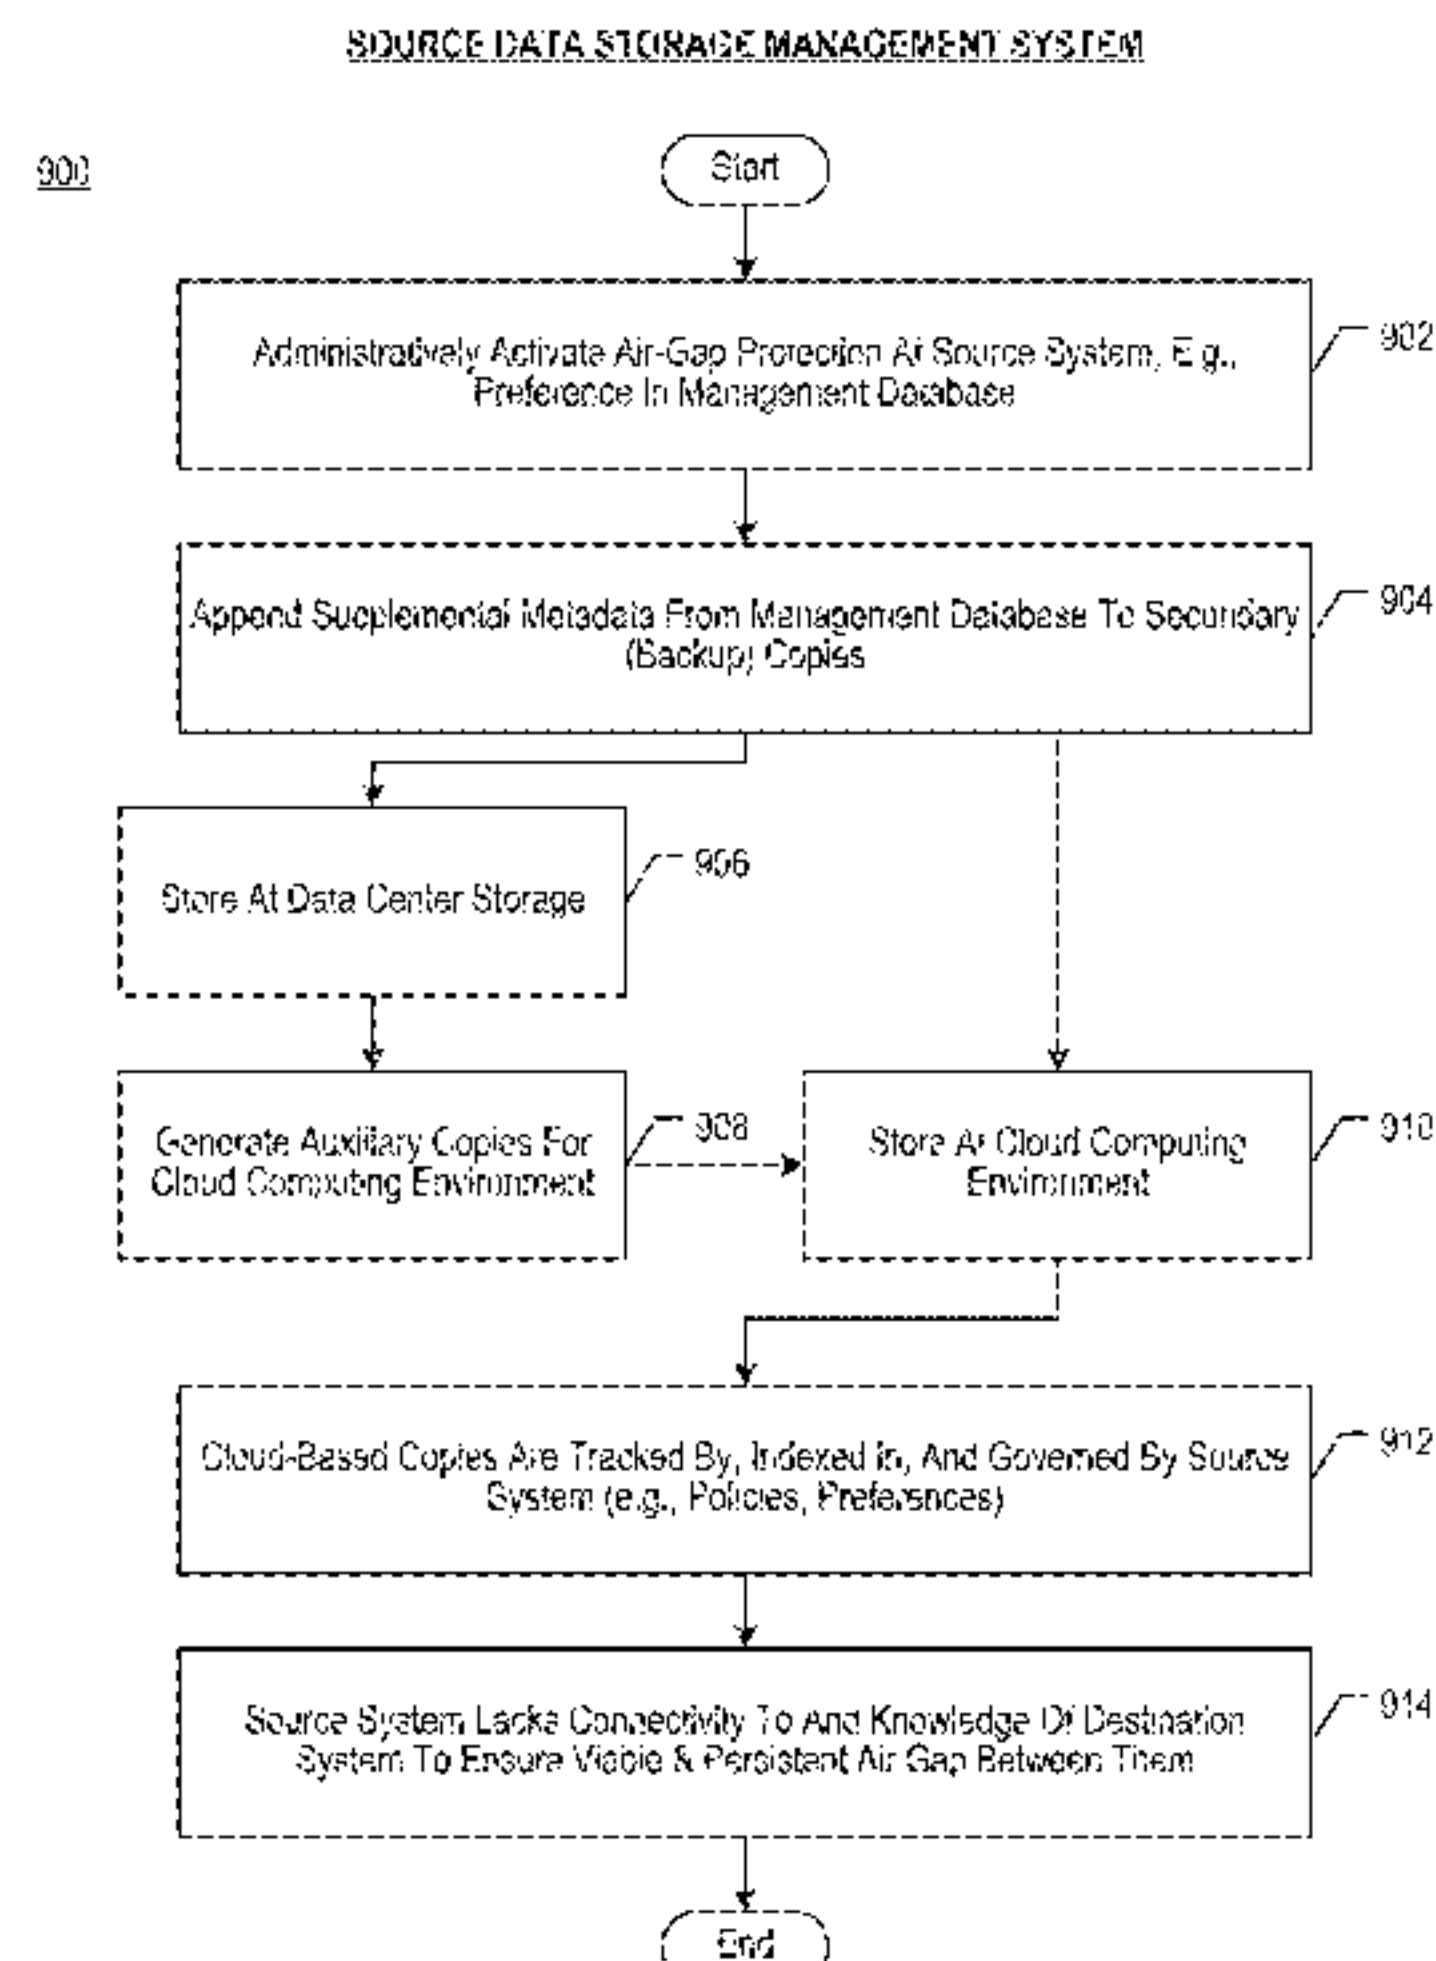 SOURCE DATA STORAGE MANAGEMENT SYSTEM
900
Start
Administratively Activate Air-Gap Protection At Source System, E.g.,
Preference In Management Database
902
Append Supplemental Metadata From Management Database To Secondary
(Backup) Copies
904
Store At Data Center Storage
906
Generate Auxiliary Copies For
Cloud Computing Environment
908
Store At Cloud Computing
Environment
910
Cloud-Based Copies Are Tracked By, Indexed In, And Governed By Source
System (e.g., Policies, Preferences)
912
Source System Lacks Connectivity To And Knowledge Of Destination
System To Ensure Viable & Persistent Air Gap Between Them
914
End